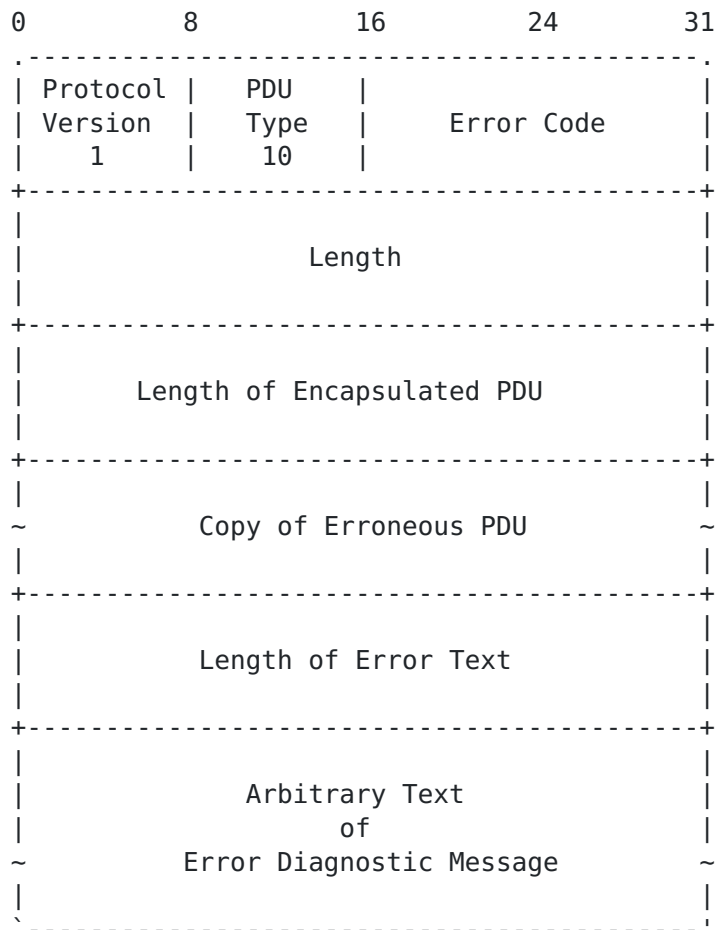 0 8 16 24 31
Protocol PDU
Version Type Error Code
1 10
Length
Length of Encapsulated PDU
Copy of Erroneous PDU
Length of Error Text
Arbitrary Text
of
Error Diagnostic Message